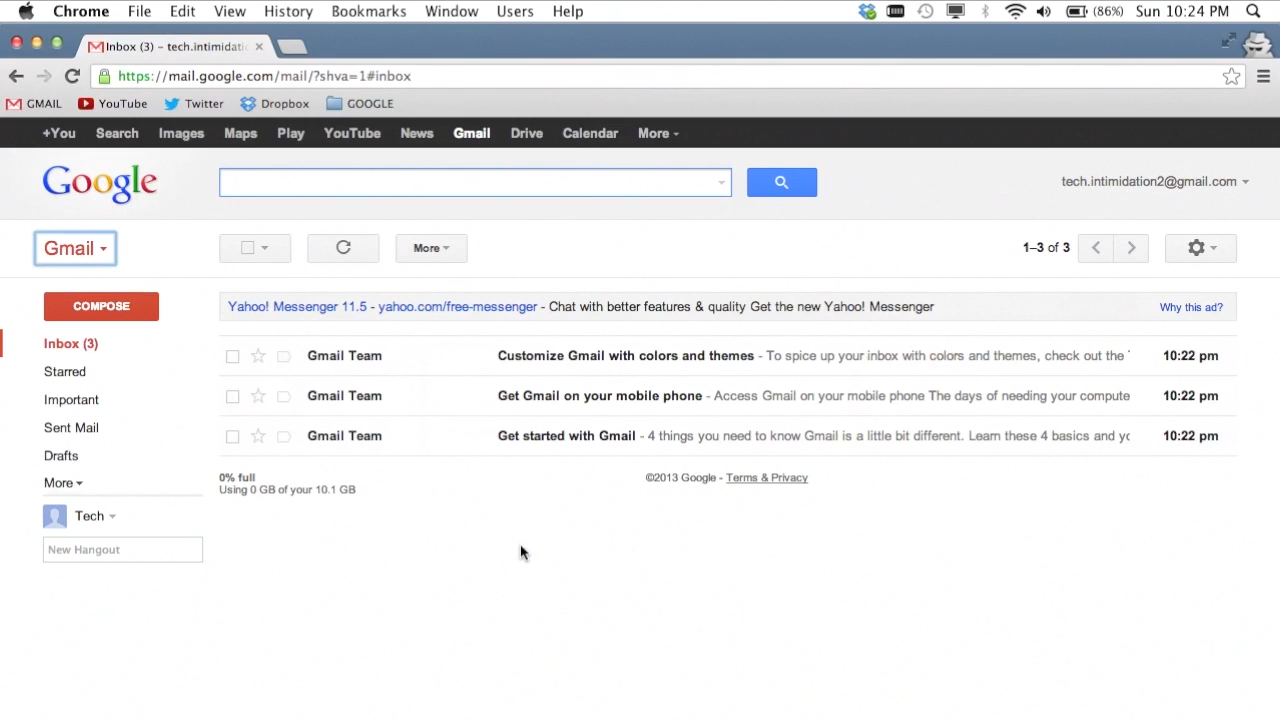 Chrome File Edit View History Bookmarks Window Users Help (86%) Sun 10:24 PM
Inbox (3) – tech.intimidati
https://mail.google.com/mail/?shva=1#inbox
GMAIL YouTube Twitter Dropbox GOOGLE
+You Search Images Maps Play YouTube News Gmail Drive Calendar More
Google tech.intimidation2@gmail.com
Gmail More 1–3 of 3
COMPOSE
Yahoo! Messenger 11.5 - yahoo.com/free-messenger - Chat with better features & quality Get the new Yahoo! Messenger Why this ad?
Inbox (3)
Gmail Team Customize Gmail with colors and themes - To spice up your inbox with colors and themes, check out the 10:22 pm
Starred
Gmail Team Get Gmail on your mobile phone - Access Gmail on your mobile phone The days of needing your compute 10:22 pm
Important
Sent Mail
Gmail Team Get started with Gmail - 4 things you need to know Gmail is a little bit different. Learn these 4 basics and yo 10:22 pm
Drafts
More
0% full
Using 0 GB of your 10.1 GB
©2013 Google - Terms & Privacy
Tech
New Hangout